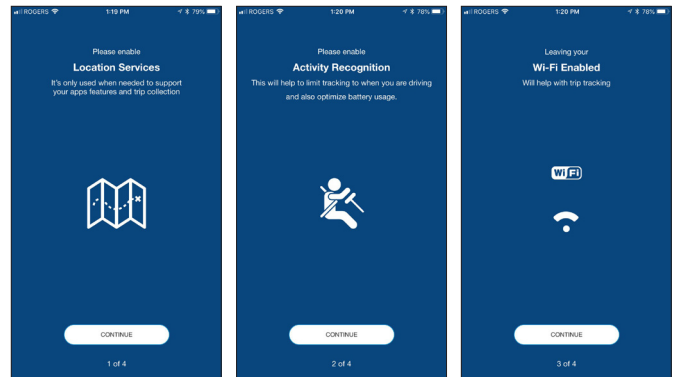 ROGERS 1:19 PM 79%
Please enable
Location Services
It's only used when needed to support
your apps features and trip collection
CONTINUE
1 of 4
ROGERS 1:20 PM 78%
Please enable
Activity Recognition
This will help to limit tracking to when you are driving
and also optimize battery usage.
CONTINUE
2 of 4
ROGERS 1:20 PM 78%
Leaving your
Wi-Fi Enabled
Will help with trip tracking
Wi Fi
CONTINUE
3 of 4